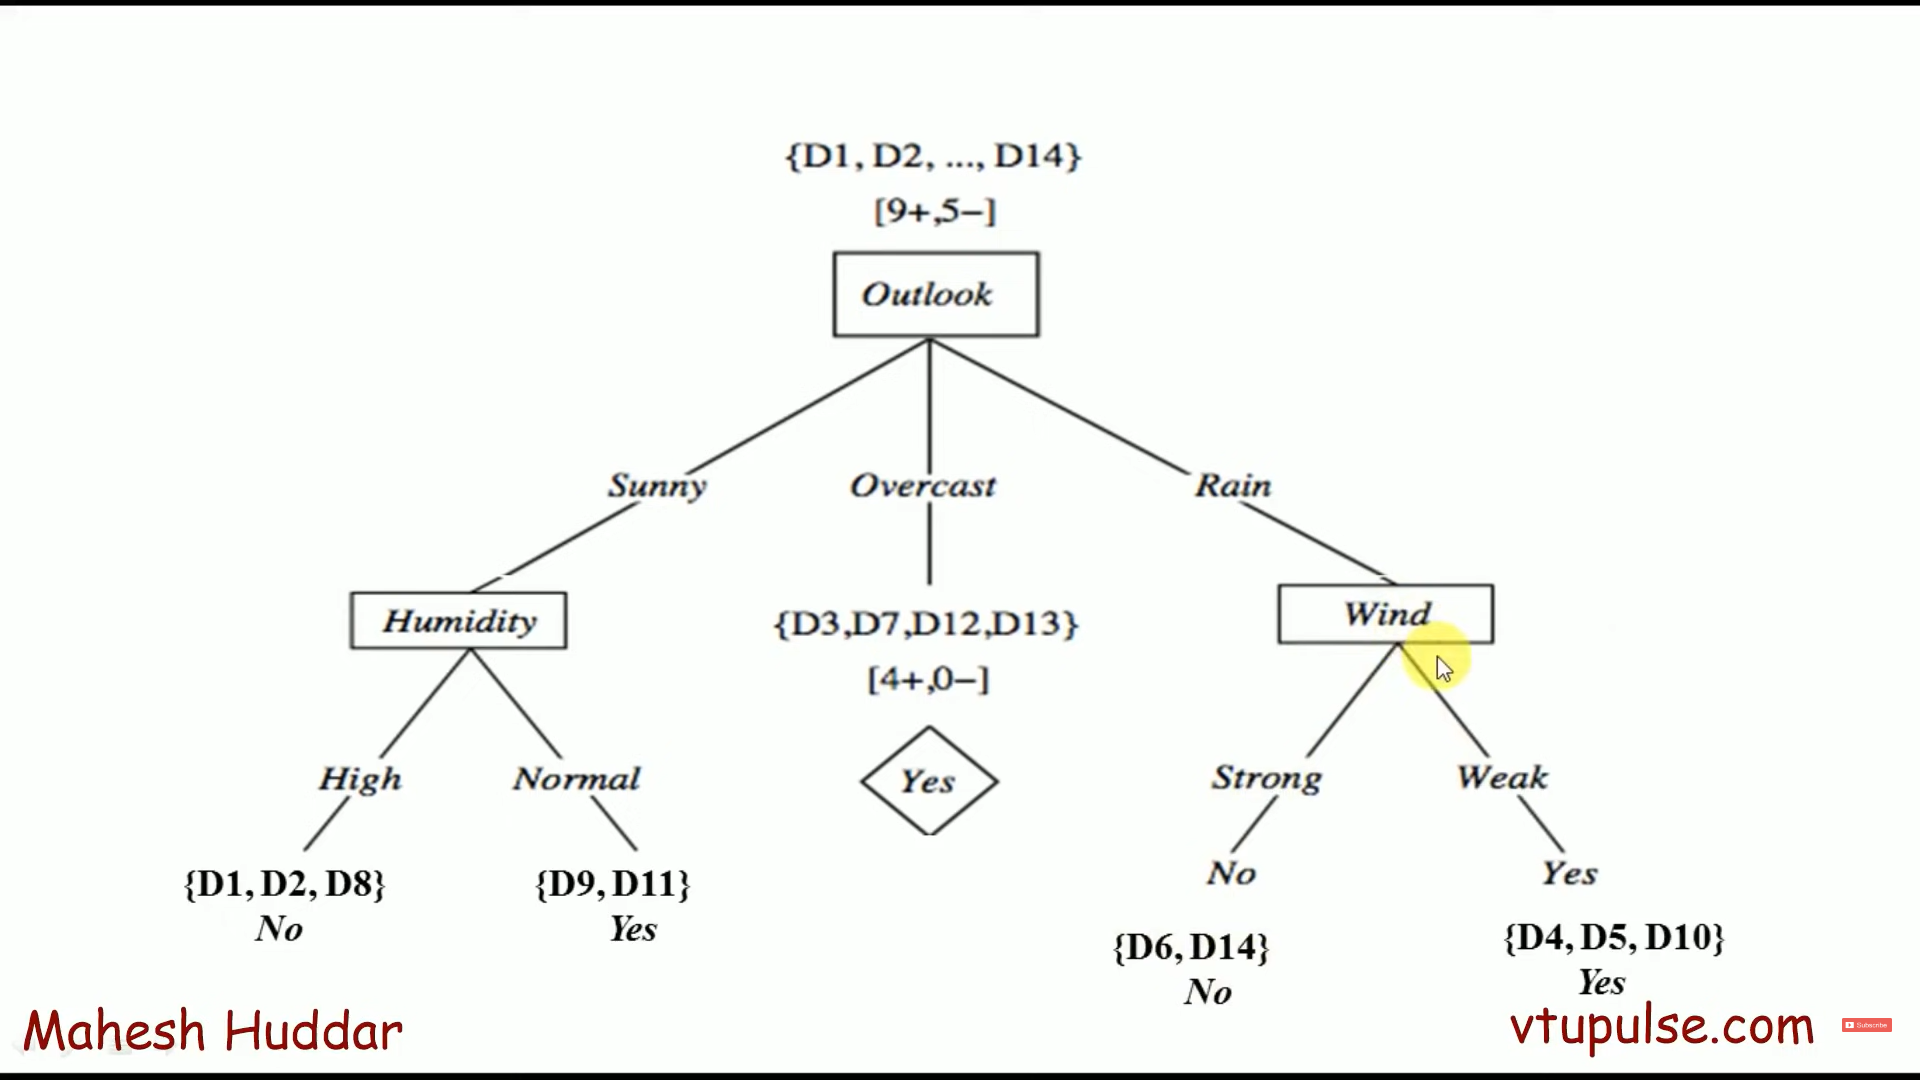 {D1, D2, ..., D14}
[9+,5−]
Outlook
Sunny
Overcast
Rain
Humidity
{D3,D7,D12,D13}
[4+,0−]
Wind
High
Normal
Yes
Strong
Weak
{D1, D2, D8}
No
{D9, D11}
Yes
No
Yes
{D6, D14}
No
{D4, D5, D10}
Yes
Mahesh Huddar
vtupulse.com
Subscribe